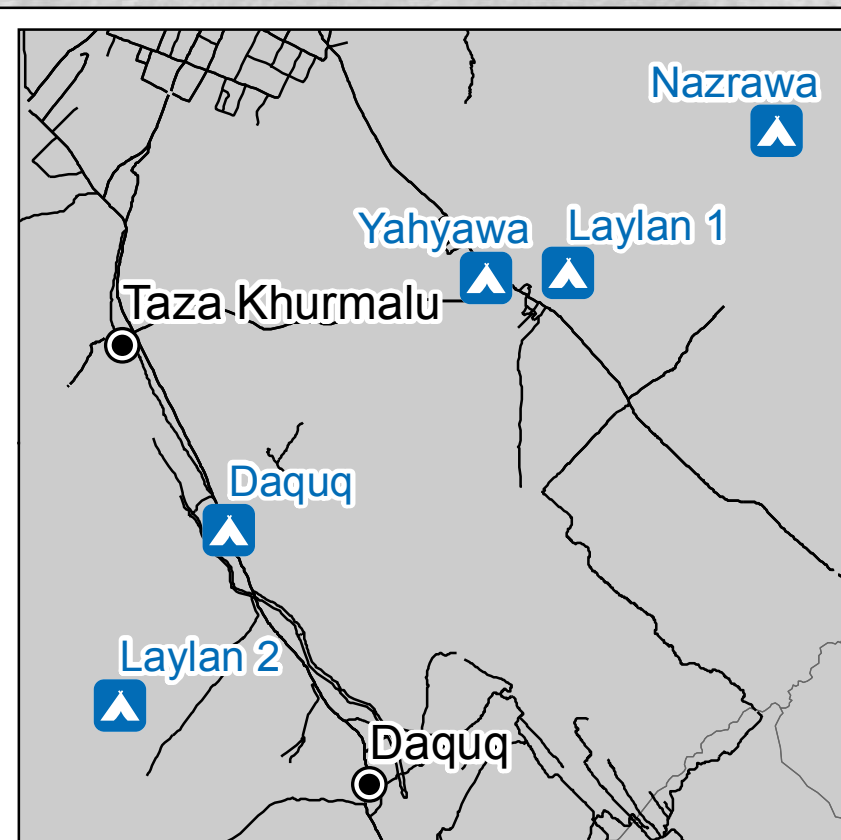 Nazrawa
Yahyawa
Laylan 1
Taza Khurmalu
Daquq
Laylan 2
Daquq